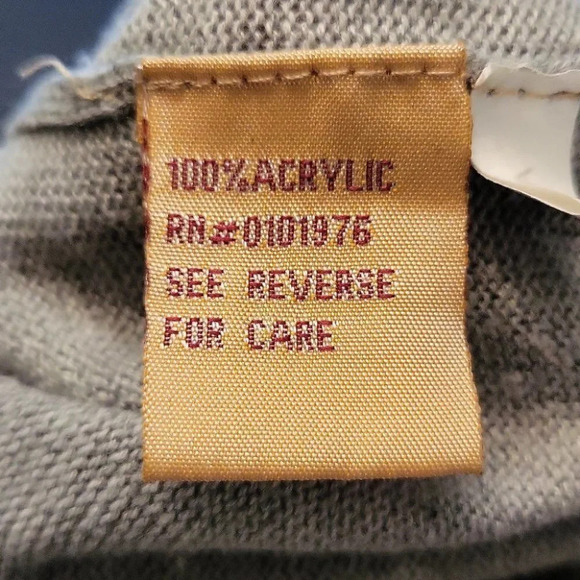 100% ACRYLIC
RN#0101976
SEE REVERSE
FOR CARE